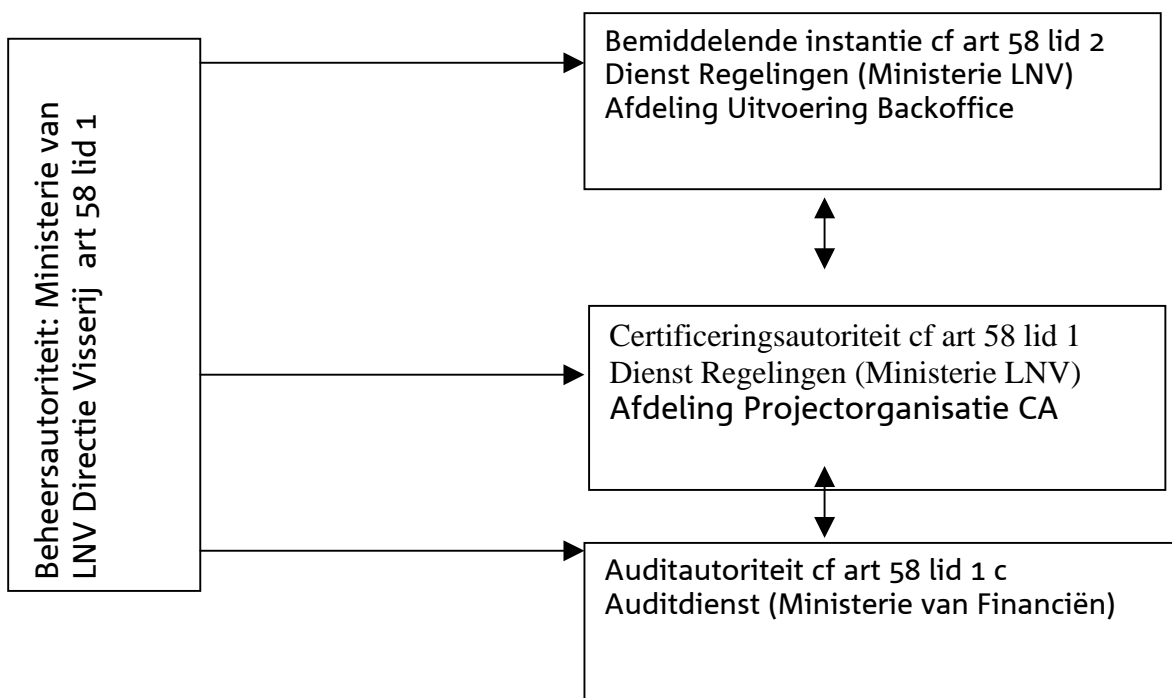 Beheersautoriteit: Ministerie van
LNV Directie Visserij art 58 lid 1
Bemiddelende instantie cf art 58 lid 2
Dienst Regelingen (Ministerie LNV)
Afdeling Uitvoering Backoffice
Certificeringsautoriteit cf art 58 lid 1
Dienst Regelingen (Ministerie LNV)
Afdeling Projectorganisatie CA
Auditautoriteit cf art 58 lid 1 c
Auditdienst (Ministerie van Financiën)